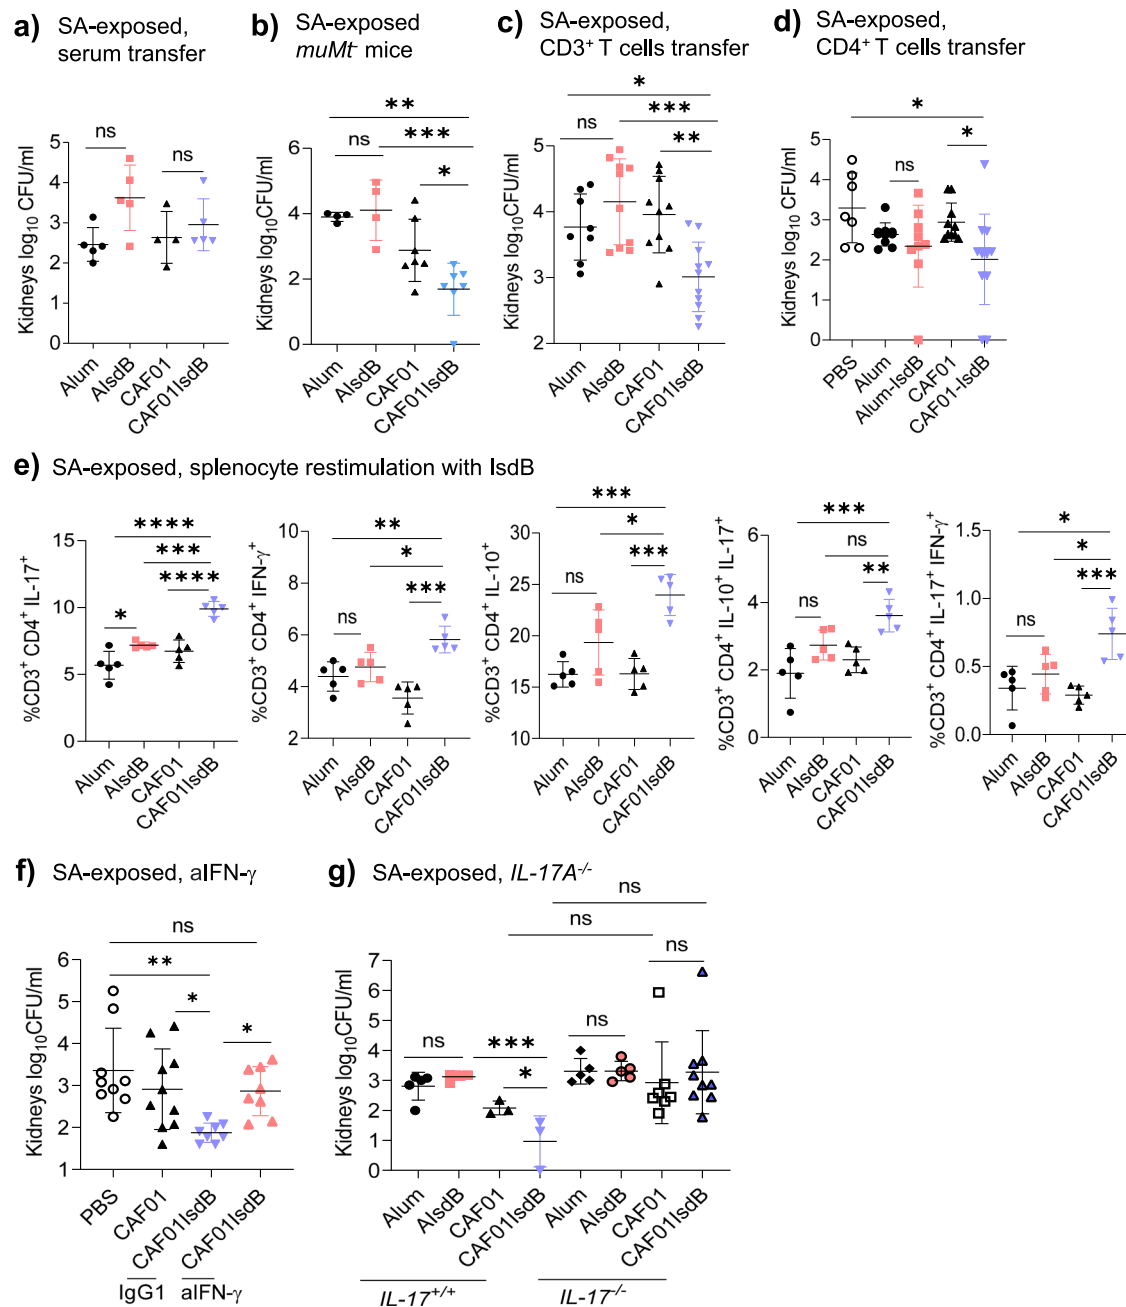 a) SA-exposed,
serum transfer
b) SA-exposed
muMt- mice
c) SA-exposed,
CD3+ T cells transfer
d) SA-exposed,
CD4+ T cells transfer
Kidneys log10 CFU/ml
5
4
3
2
1
0
ns
ns
Alum
AIsdB
CAF01
CAF01IsdB
Kidneys log10CFU/ml
6
4
2
0
**
***
ns
*
Alum
AIsdB
CAF01
CAF01IsdB
Kidneys log10 CFU/ml
5
4
3
2
*
***
ns
**
Alum
AIsdB
CAF01
CAF01IsdB
Kidneys log10 CFU/ml
5
4
3
2
1
0
*
ns
*
PBS
Alum
Alum-IsdB
CAF01
CAF01-IsdB
e) SA-exposed, splenocyte restimulation with IsdB
%CD3+ CD4+ IL-17+
15
10
5
0
****
***
****
*
Alum
AIsdB
CAF01
CAF01IsdB
%CD3+ CD4+ IFN-γ+
10
8
6
4
2
**
*
***
ns
Alum
AIsdB
CAF01
CAF01IsdB
%CD3+ CD4+ IL-10+
30
25
20
15
10
***
*
***
ns
Alum
AIsdB
CAF01
CAF01IsdB
%CD3+ CD4+ IL-10+ IL-17+
6
4
2
0
***
ns
**
ns
Alum
AIsdB
CAF01
CAF01IsdB
%CD3+ CD4+ IL-17+ IFN-γ+
1.5
1.0
0.5
0.0
*
*
***
ns
Alum
AIsdB
CAF01
CAF01IsdB
f) SA-exposed, aIFN-γ
Kidneys log10CFU/ml
6
5
4
3
2
1
ns
**
*
*
PBS
CAF01
CAF01IsdB
CAF01IsdB
IgG1
aIFN-γ
g) SA-exposed, IL-17A-/-
Kidneys log10CFU/ml
7
6
5
4
3
2
1
0
ns
ns
ns
ns
***
*
ns
Alum
AIsdB
CAF01
CAF01IsdB
Alum
AIsdB
CAF01
CAF01IsdB
IL-17+/+
IL-17-/-